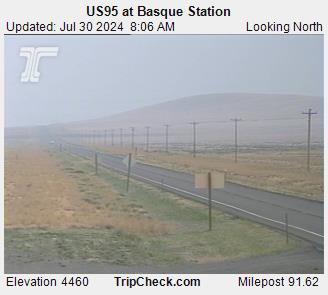 US95 at Basque Station
Updated: Jul 30 2024 8:06 AM Looking North
Elevation 4460 TripCheck.com Milepost 91.62